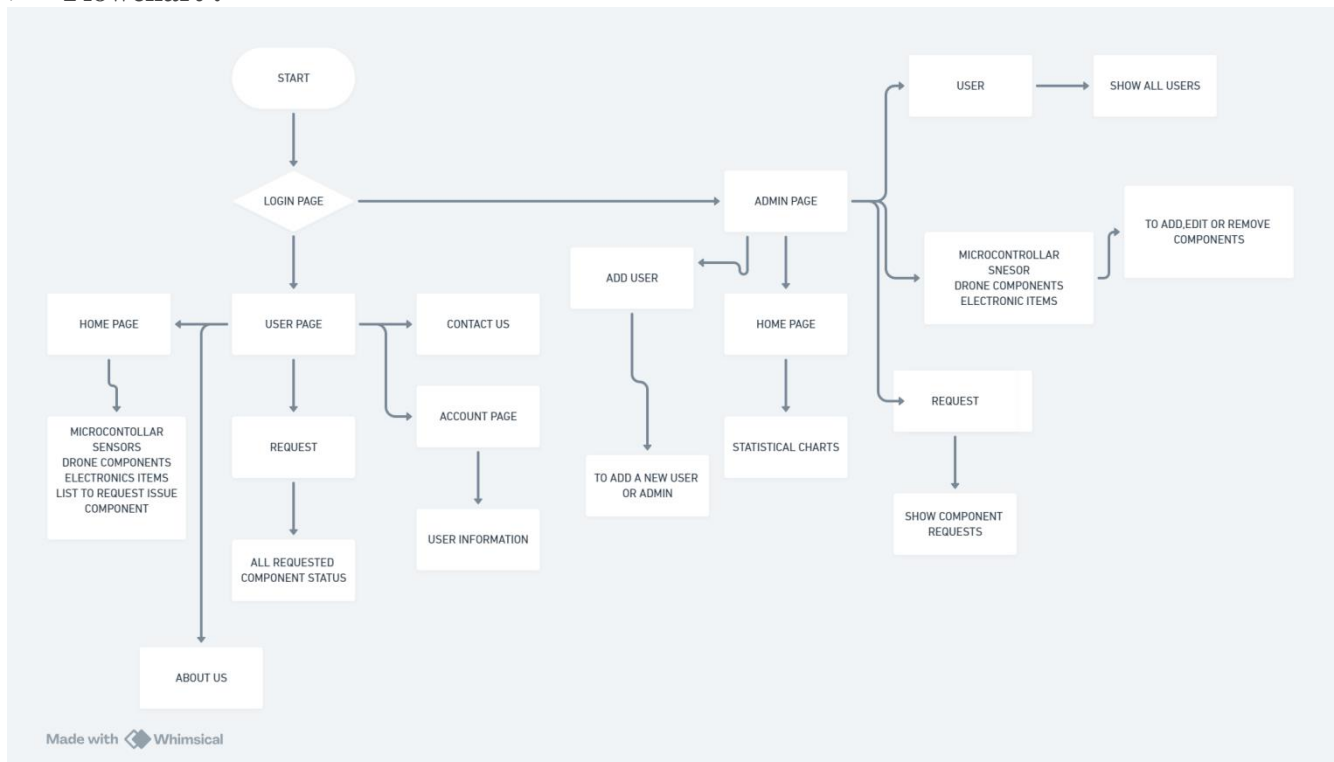 START
LOGIN PAGE
USER PAGE
HOME PAGE
MICROCONTOLLAR
SENSORS
DRONE COMPONENTS
ELECTRONICS ITEMS
LIST TO REQUEST ISSUE
COMPONENT
ABOUT US
REQUEST
ALL REQUESTED
COMPONENT STATUS
CONTACT US
ACCOUNT PAGE
USER INFORMATION
ADMIN PAGE
ADD USER
TO ADD A NEW USER
OR ADMIN
HOME PAGE
STATISTICAL CHARTS
USER
SHOW ALL USERS
MICROCONTROLLAR
SNESOR
DRONE COMPONENTS
ELECTRONIC ITEMS
TO ADD,EDIT OR REMOVE
COMPONENTS
REQUEST
SHOW COMPONENT
REQUESTS
Made with Whimsical